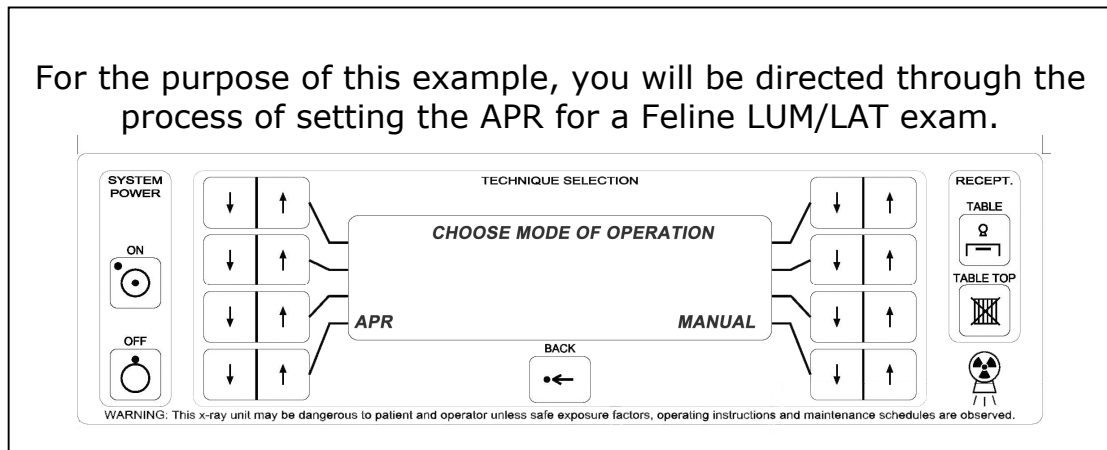 For the purpose of this example, you will be directed through the
process of setting the APR for a Feline LUM/LAT exam.
SYSTEM
POWER
TECHNIQUE SELECTION
RECEPT.
TABLE
CHOOSE MODE OF OPERATION
ON
TABLE TOP
APR
MANUAL
OFF
BACK
WARNING: This x-ray unit may be dangerous to patient and operator unless safe exposure factors, operating instructions and maintenance schedules are observed.